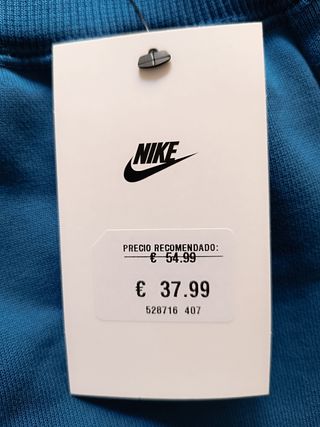 NIKE
PRECIO RECOMENDADO:
€ 54.99
€ 37.99
528716 407